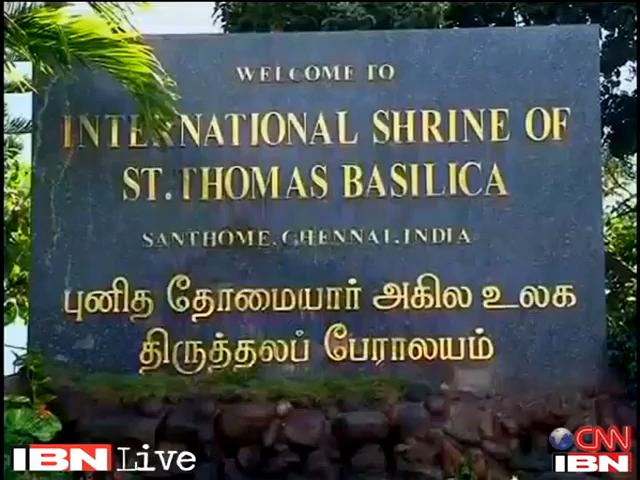 WELCOME TO
INTERNATIONAL SHRINE OF
ST. THOMAS BASILICA
SANTHOME, CHENNAI, INDIA
புனித தோமையார் அகில உலக
திருத்தலப் பேராலயம்
IBN Live
CNN
IBN